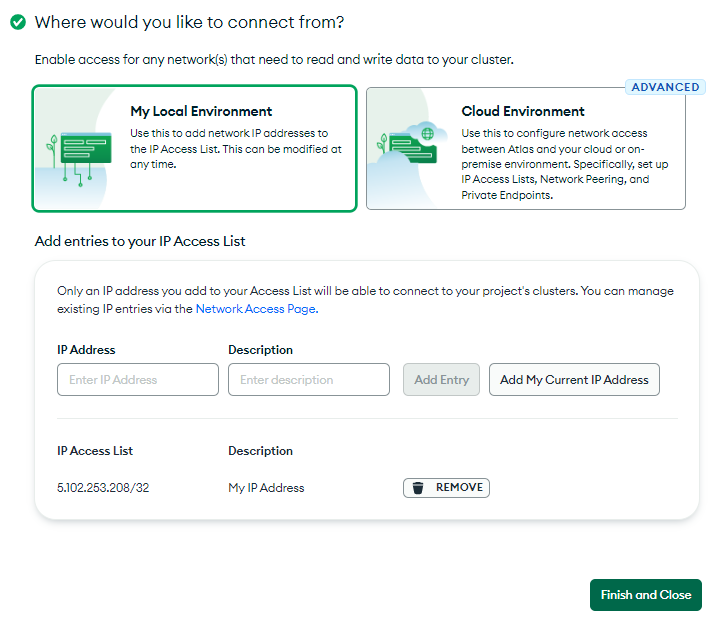 Where would you like to connect from?
Enable access for any network(s) that need to read and write data to your cluster.
ADVANCED
My Local Environment
Use this to add network IP addresses to
the IP Access List. This can be modified at
any time.
Cloud Environment
Use this to configure network access
between Atlas and your cloud or on-
premise environment. Specifically, set up
IP Access Lists, Network Peering, and
Private Endpoints.
Add entries to your IP Access List
Only an IP address you add to your Access List will be able to connect to your project's clusters. You can manage
existing IP entries via the Network Access Page.
IP Address
Description
Enter IP Address
Enter description
Add Entry
Add My Current IP Address
IP Access List
Description
5.102.253.208/32
My IP Address
REMOVE
Finish and Close